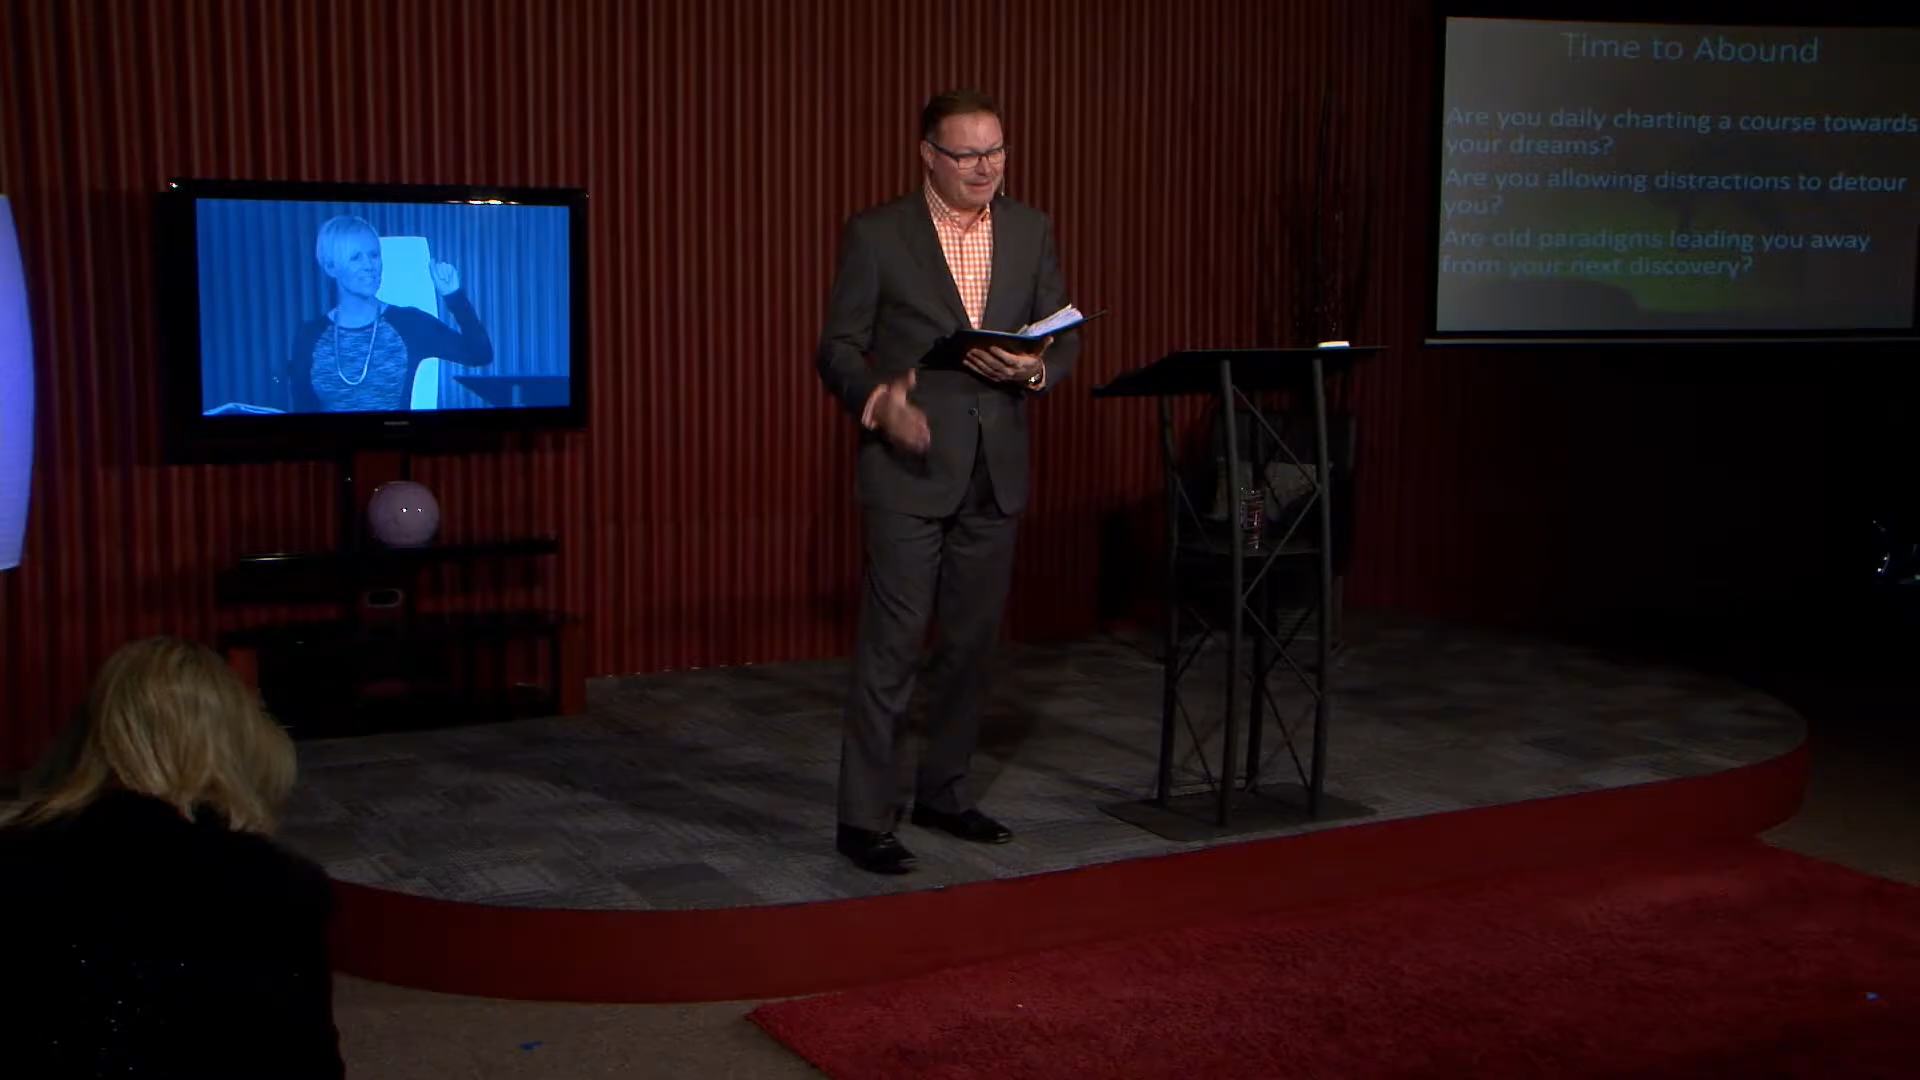 Time to Abound
Are you daily charting a course towards
your dreams?
Are you allowing distractions to detour
you?
Are old paradigms leading you away
from your next discovery?